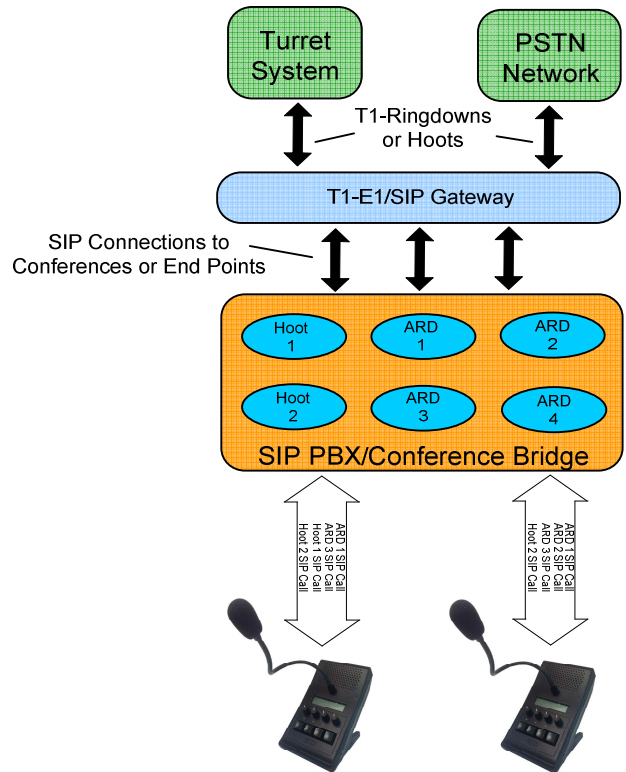 Turret
System
PSTN
Network
T1-Ringdowns
or Hoots
T1-E1/SIP Gateway
SIP Connections to
Conferences or End Points
Hoot
1
ARD
1
ARD
2
Hoot
2
ARD
3
ARD
4
SIP PBX/Conference Bridge
ARD 1 SIP Call
ARD 3 SIP Call
Hoot 1 SIP Call
Hoot 2 SIP Call
ARD 1 SIP Call
ARD 2 SIP Call
ARD 3 SIP Call
Hoot 2 SIP Call